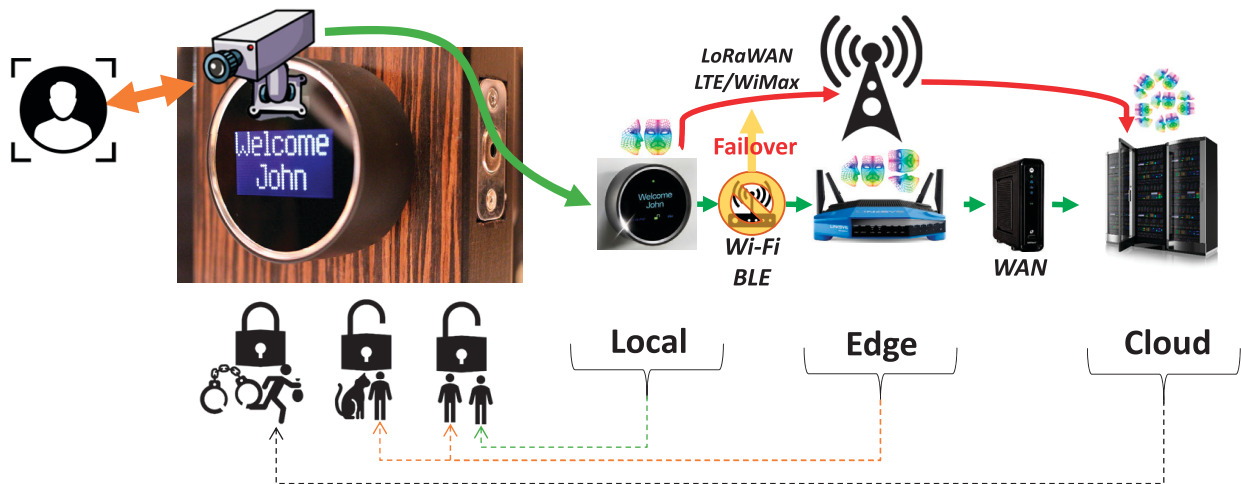 LoRaWAN
LTE/WiMax
Failover
Welcome
John
Welcome
John
Wi-Fi
BLE
WAN
Local
Edge
Cloud